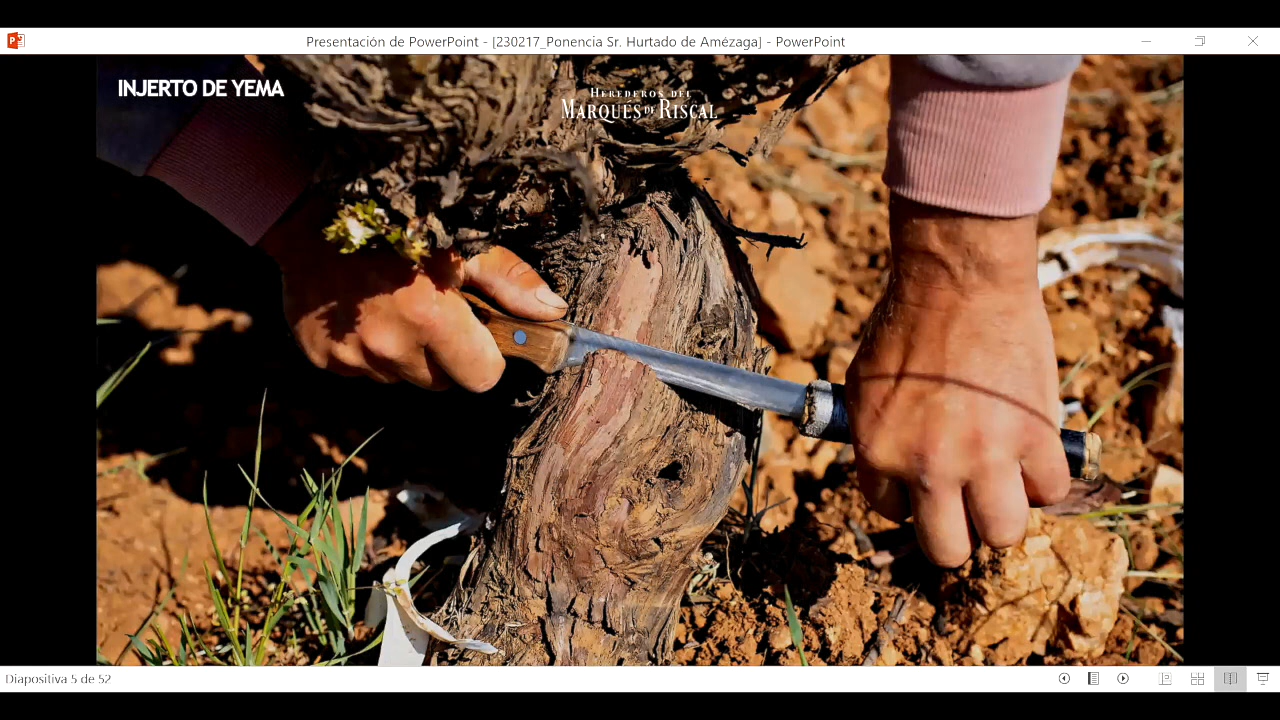 Presentación de PowerPoint - [230217_Ponencia Sr. Hurtado de Amézaga] - PowerPoint
INJERTO DE YEMA
HEREDEROS DEL
MARQUÉS DE RISCAL
Diapositiva 5 de 52